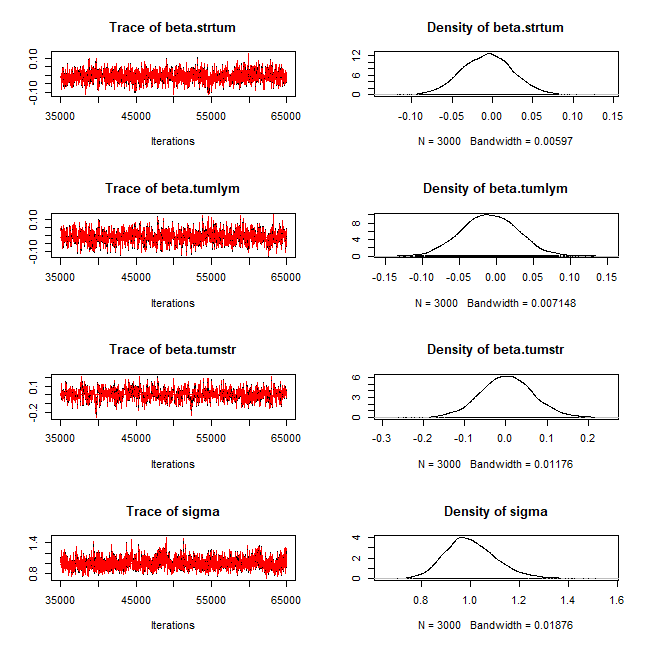 Trace of beta.strtum
-0.10 0.10
35000 45000 55000 65000
Iterations
Density of beta.strtum
0 6 12
-0.10 -0.05 0.00 0.05 0.10 0.15
N = 3000 Bandwidth = 0.00597
Trace of beta.tumlym
-0.10 0.10
35000 45000 55000 65000
Iterations
Density of beta.tumlym
0 4 8
-0.15 -0.10 -0.05 0.00 0.05 0.10 0.15
N = 3000 Bandwidth = 0.007148
Trace of beta.tumstr
-0.2 0.1
35000 45000 55000 65000
Iterations
Density of beta.tumstr
0 3 6
-0.3 -0.2 -0.1 0.0 0.1 0.2
N = 3000 Bandwidth = 0.01176
Trace of sigma
0.8 1.4
35000 45000 55000 65000
Iterations
Density of sigma
0 2 4
0.8 1.0 1.2 1.4 1.6
N = 3000 Bandwidth = 0.01876